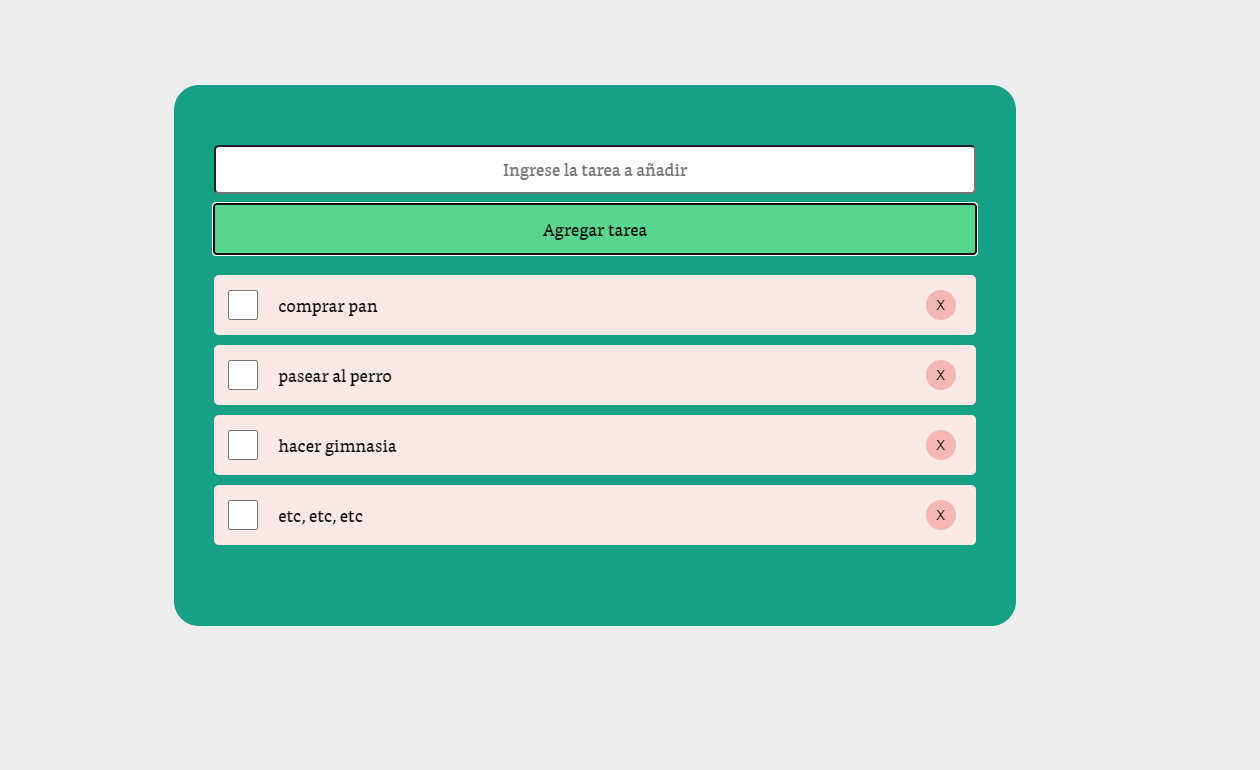 Ingrese la tarea a añadir
Agregar tarea
comprar pan X
pasear al perro X
hacer gimnasia X
etc, etc, etc X